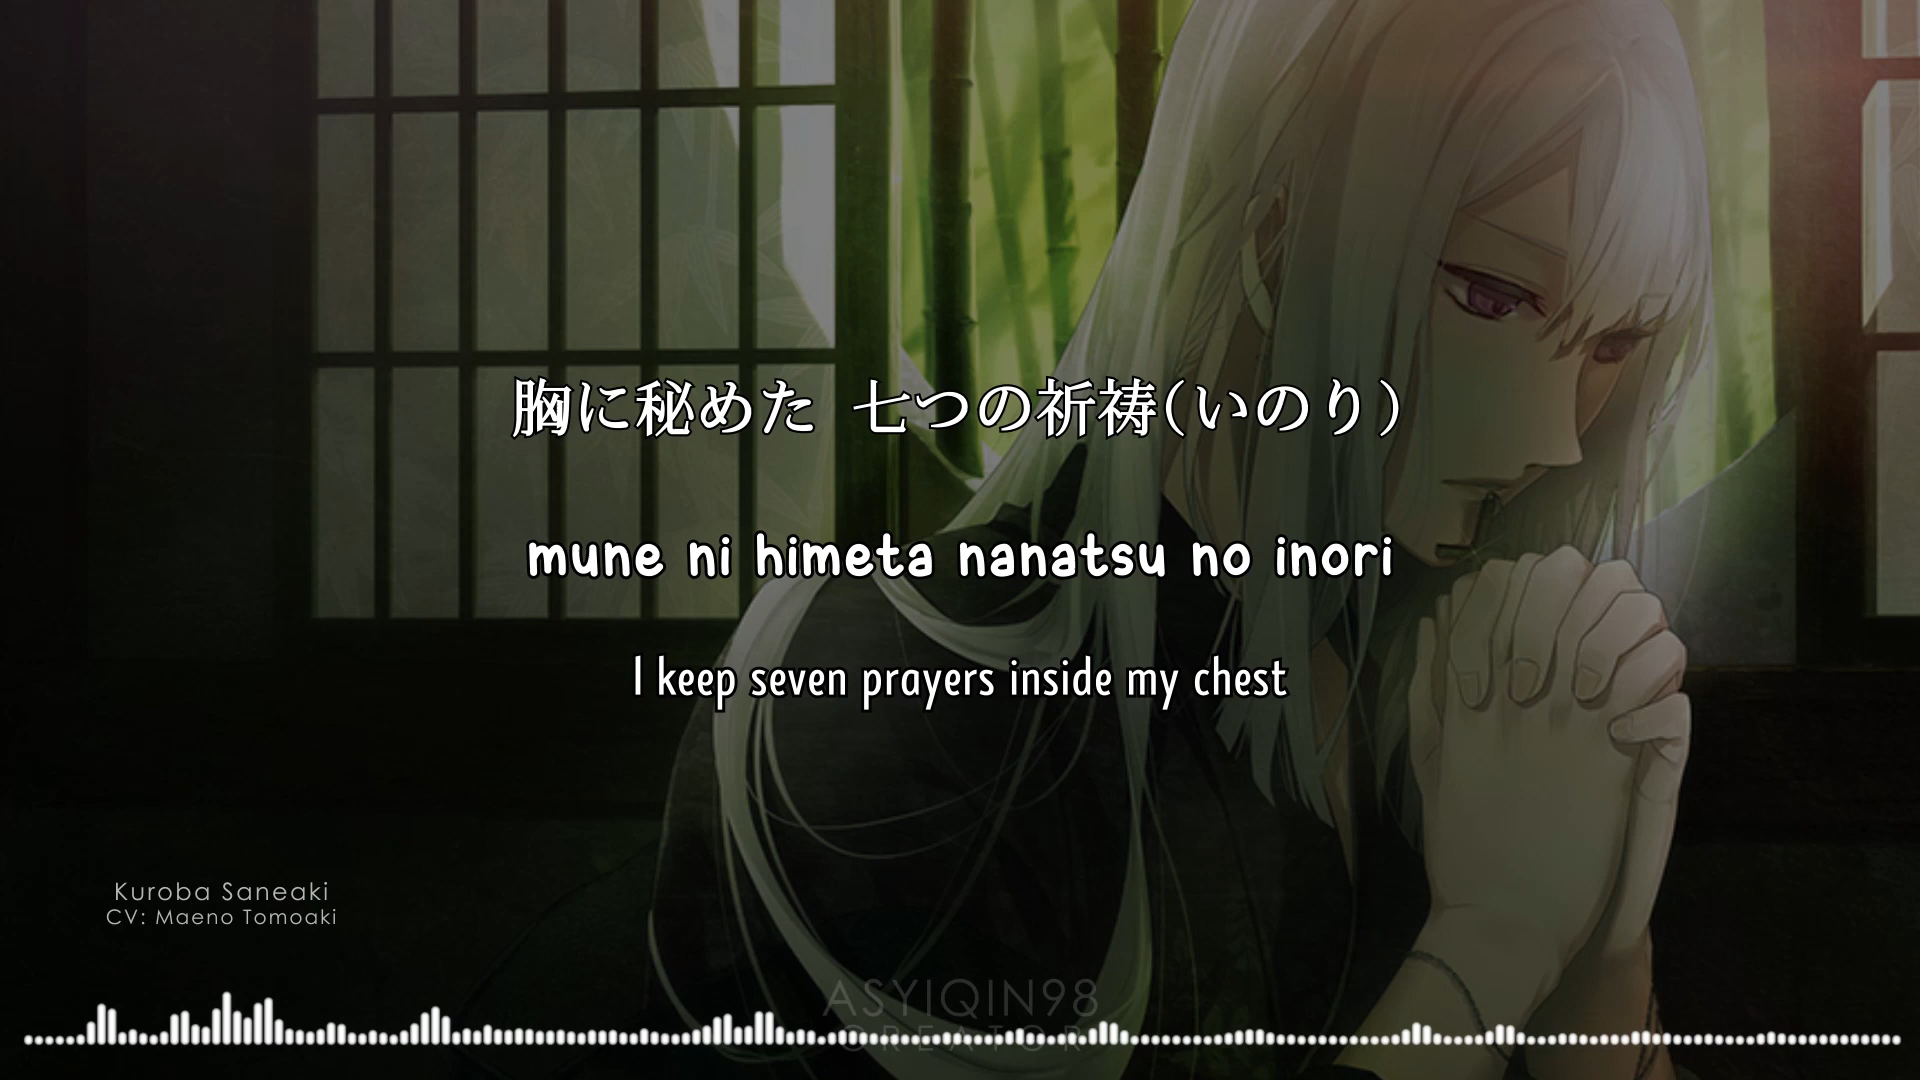 胸に秘めた 七つの祈祷(いのり)
mune ni himeta nanatsu no inori
I keep seven prayers inside my chest
Kuroba Saneaki
CV: Maeno Tomoaki
ASYIQIN98
CREATOR